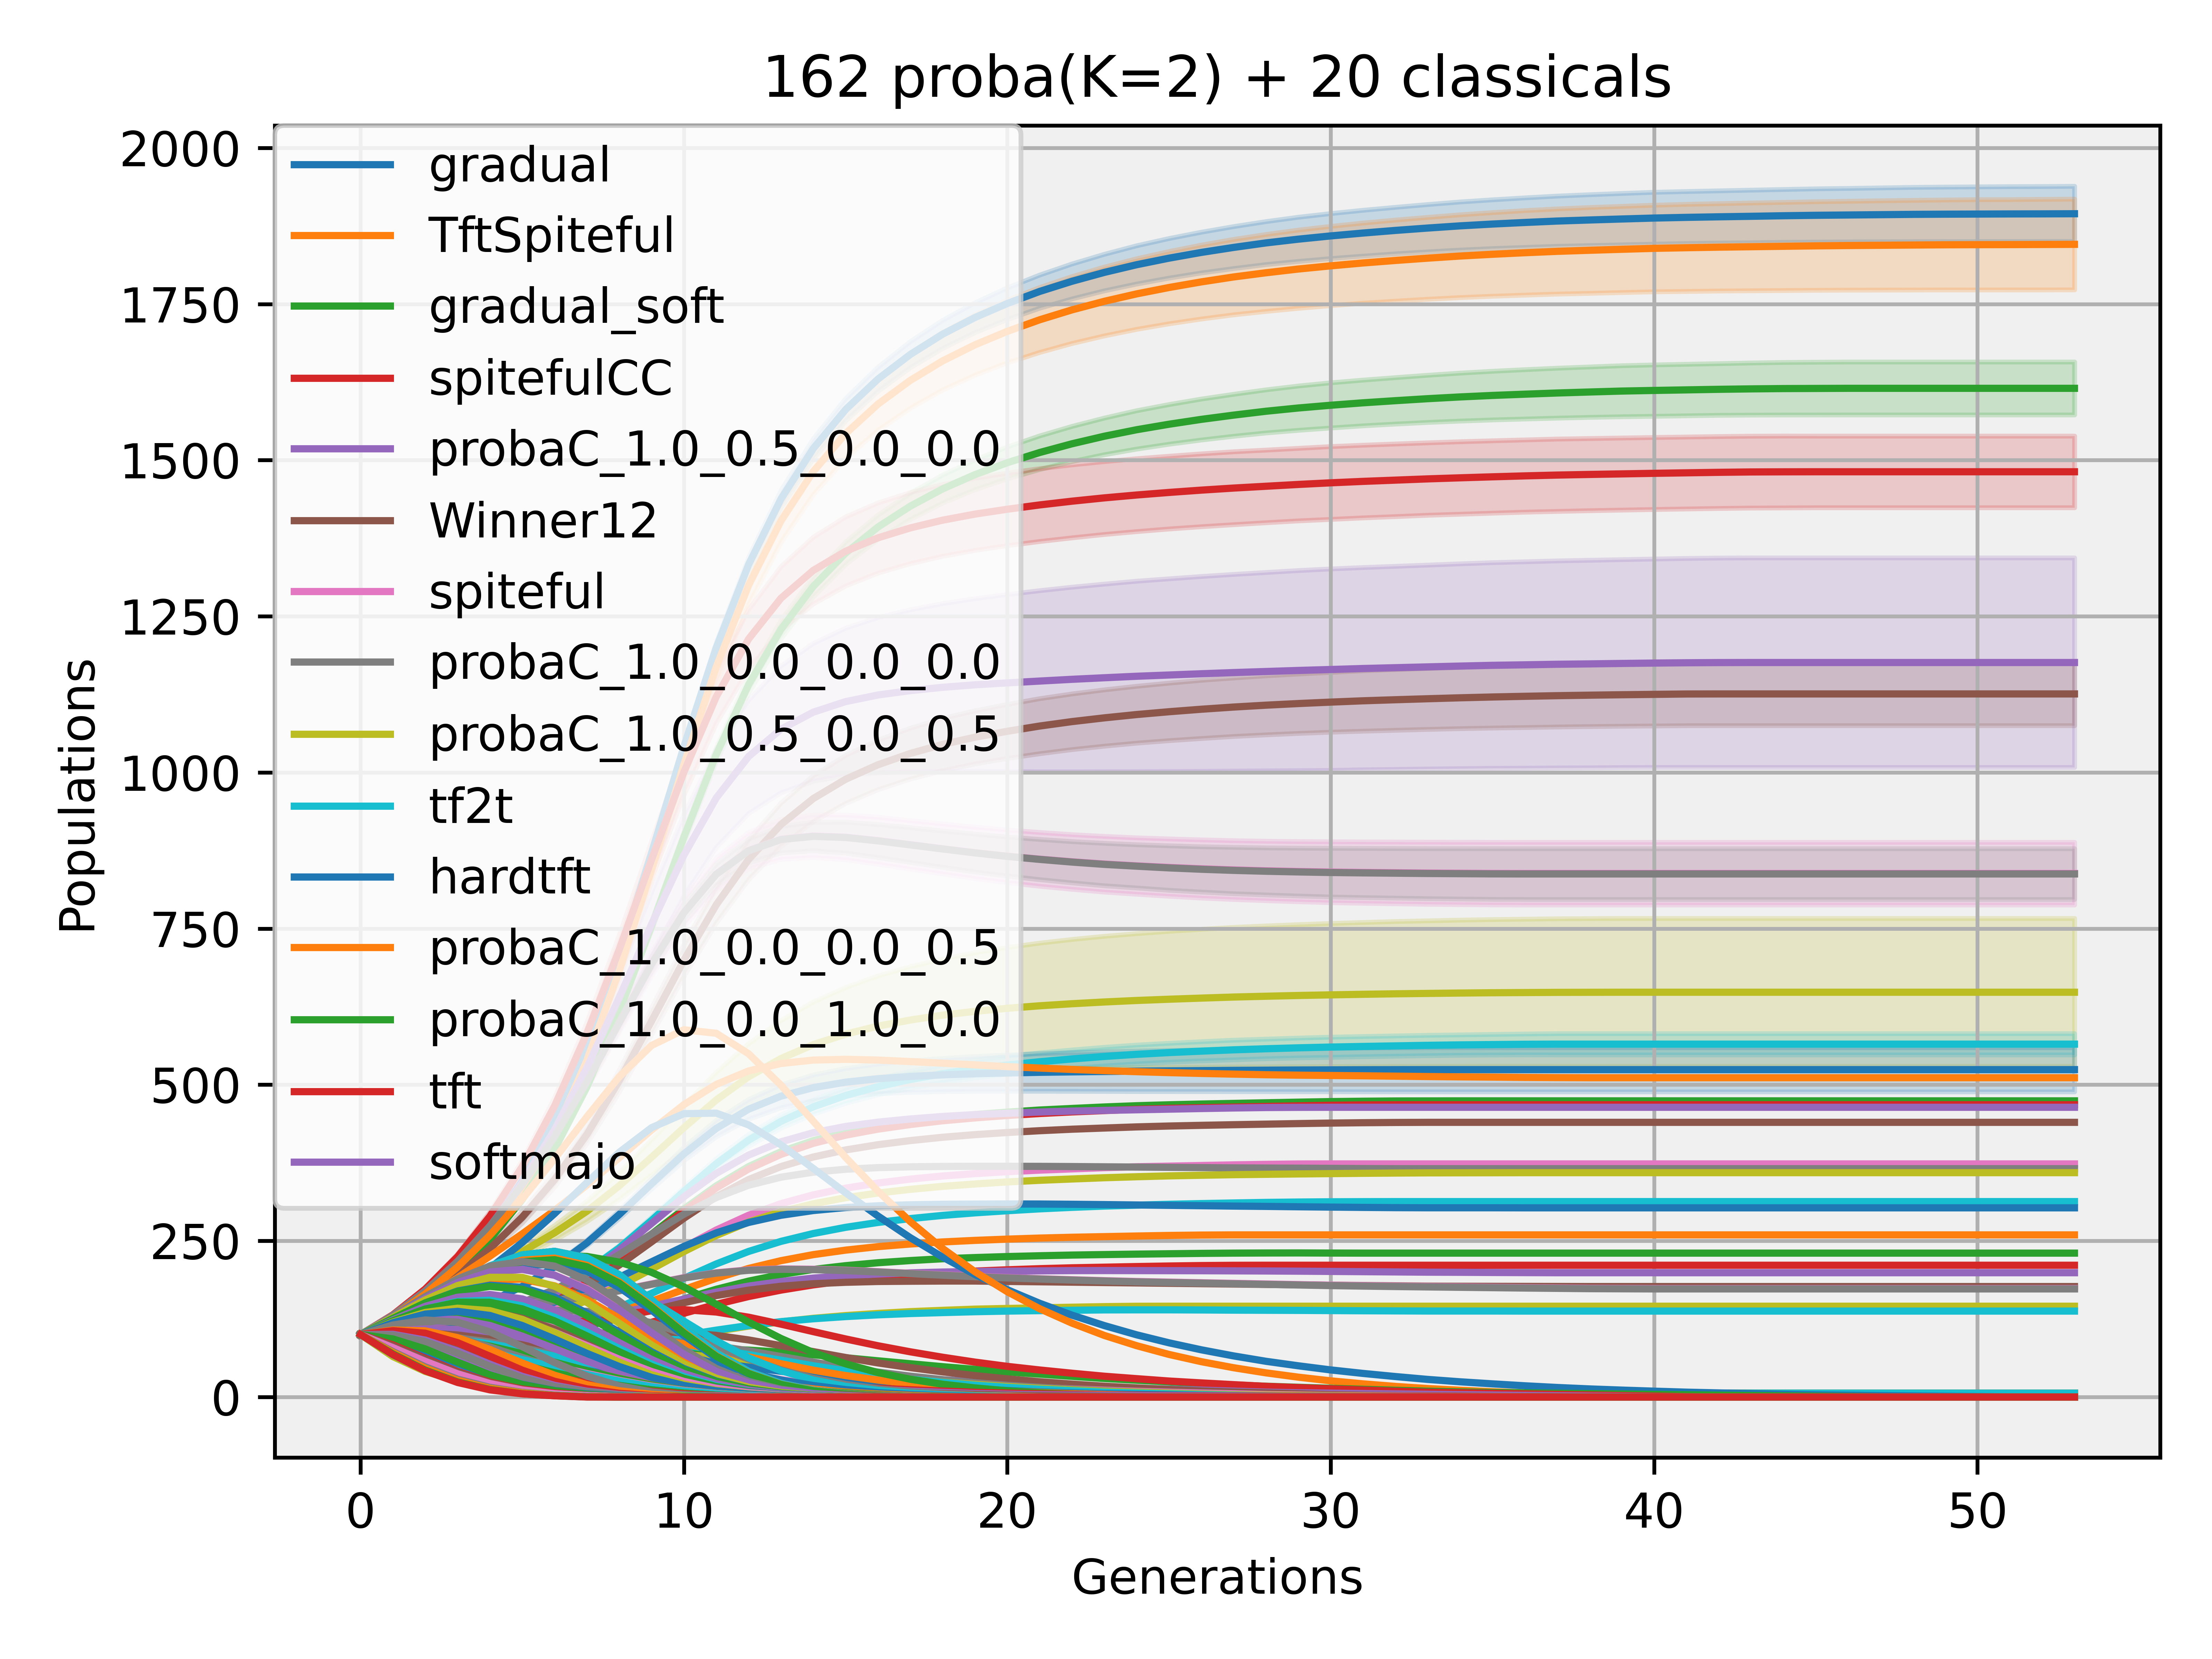 162 proba(K=2) + 20 classicals
2000
1750
1500
1250
1000
750
500
250
0
Populations
gradual
TftSpiteful
gradual_soft
spitefulCC
probaC_1.0_0.5_0.0_0.0
Winner12
spiteful
probaC_1.0_0.0_0.0_0.0
probaC_1.0_0.5_0.0_0.5
tf2t
hardtft
probaC_1.0_0.0_0.0_0.5
probaC_1.0_0.0_1.0_0.0
tft
softmajo
0 10 20 30 40 50
Generations